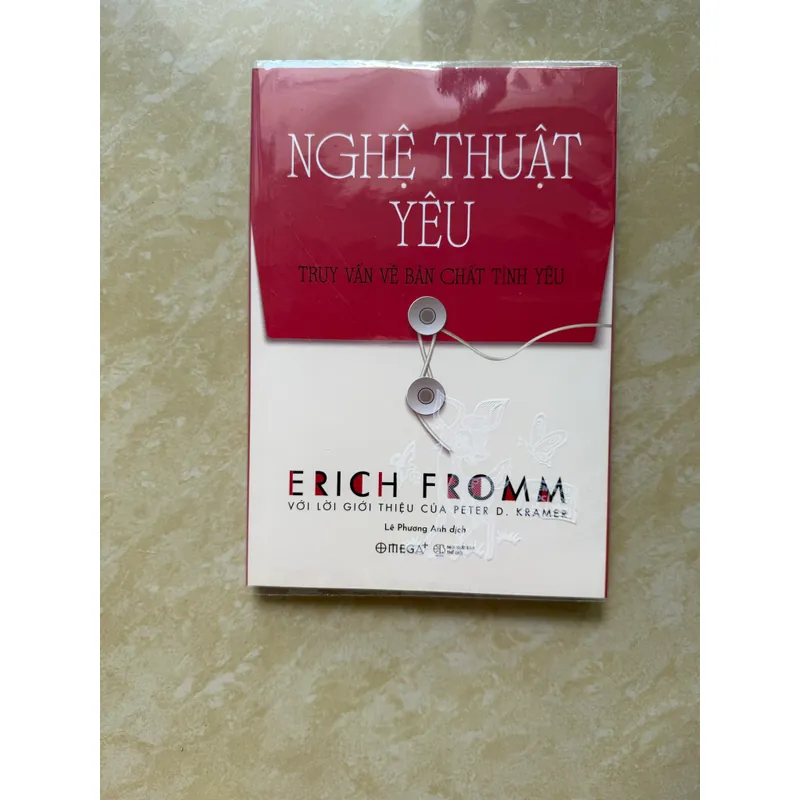 NGHỆ THUẬT
YÊU
TRUY VẤN VỀ BẢN CHẤT TÌNH YÊU
ERICH FROMM
VỚI LỜI GIỚI THIỆU CỦA PETER D. KRAMER
Lê Phương Anh dịch
OMEGA+